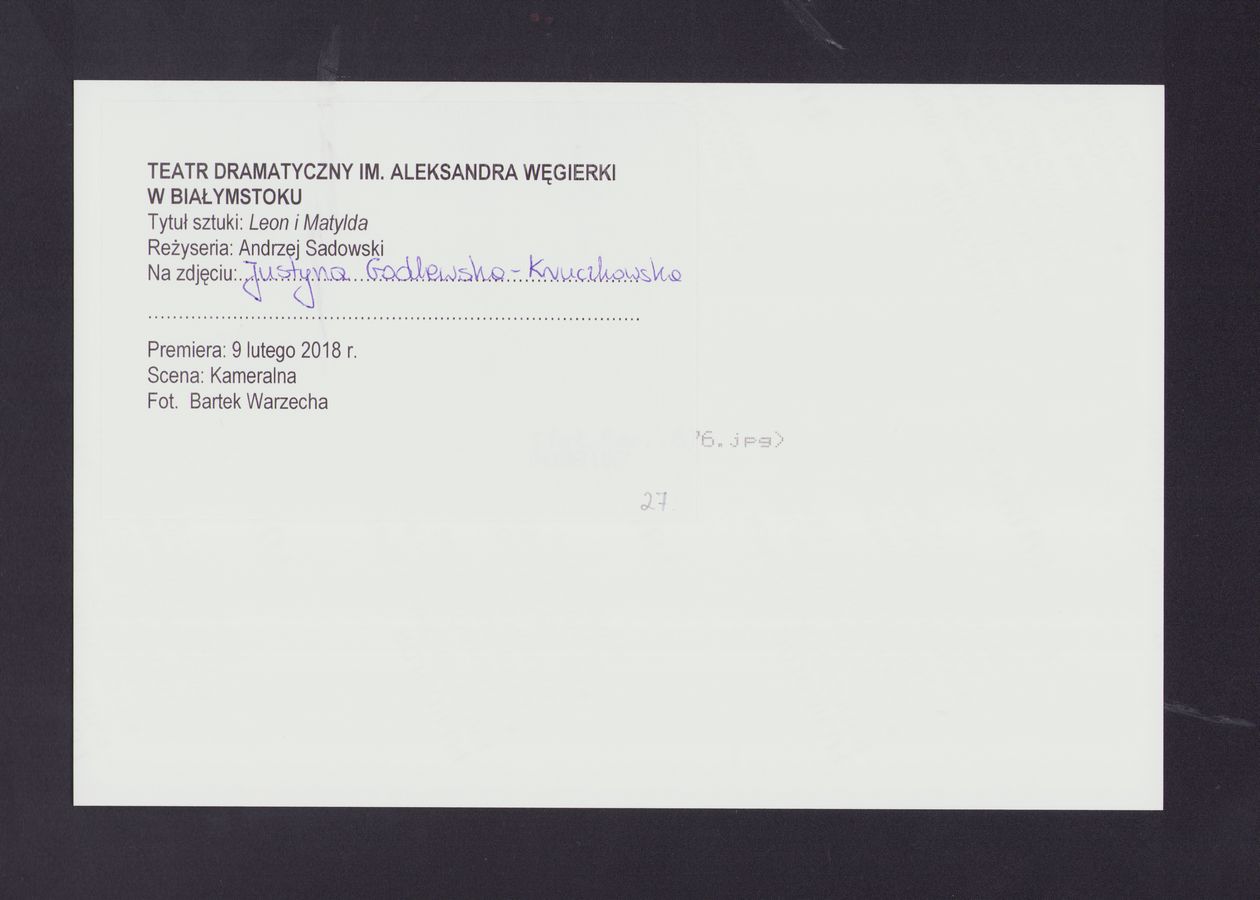 TEATR DRAMATYCZNY IM. ALEKSANDRA WĘGIERKI
W BIAŁYMSTOKU
Tytuł sztuki: Leon i Matylda
Reżyseria: Andrzej Sadowski
Na zdjęciu: Justyna Godlewska-Kruczkowska
Premiera: 9 lutego 2018 r.
Scena: Kameralna
Fot. Bartek Warzecha
6.jpg)
27